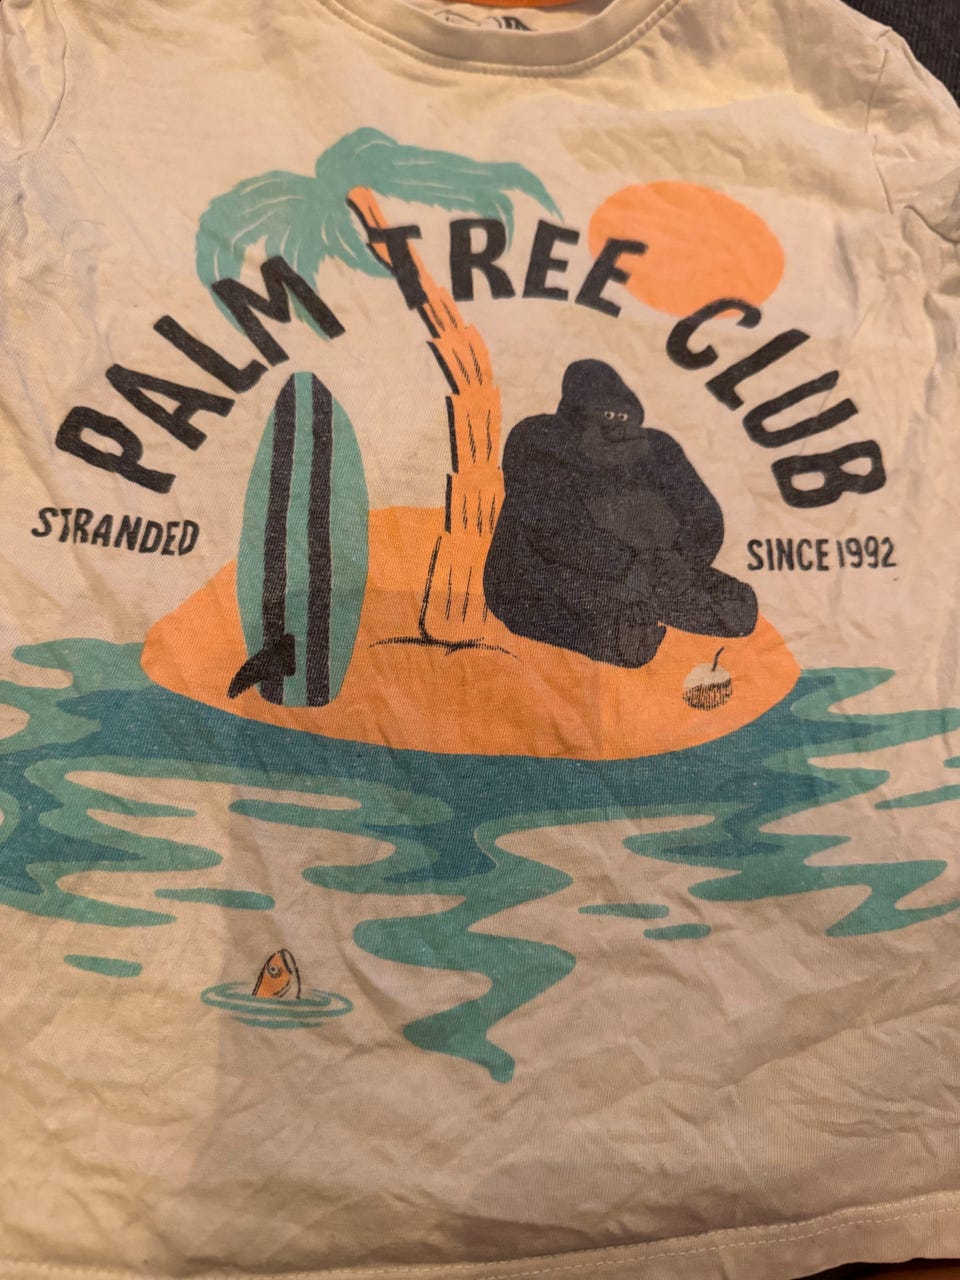 PALM TREE CLUB
STRANDED
SINCE 1992